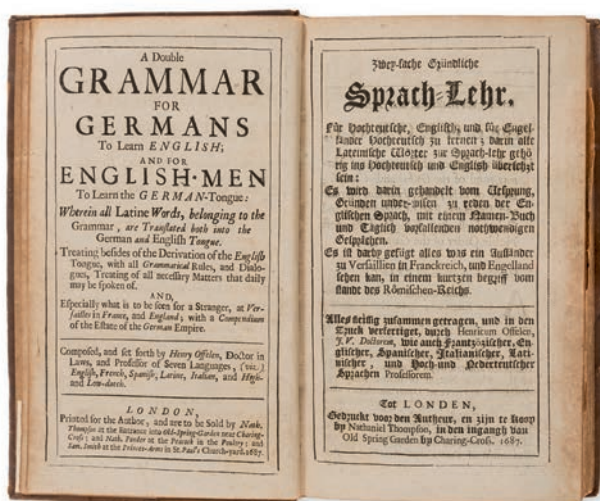 A Double
GRAMMAR
FOR
GERMANS
To Learn ENGLISH;
AND FOR
ENGLISH-MEN
To Learn the GERMAN-Tongue:
Wherein all Latine Words, belonging to the
Grammar, are Translated both into the
German and English Tongue.
Treating besides of the Derivation of the English
Tongue, with all Grammatical Rules, and Dialo-
gues, Treating of all necessary Matters that daily
may be spoken of.
AND,
Especially what is to be seen for a Stranger, at Ver-
sailles in France, and England; with a Compendium
of the Estate of the German Empire.
Composed, and set forth by Henry Offelen, Doctor in
Laws, and Professor of Seven Languages, (viz.)
English, French, Spanish, Latine, Italian, and High-
and Low-dutch.
LONDON,
Printed for the Author, and are to be Sold by Nath.
Thompson at the Entrance into Old-Spring-Garden near Charing-
Cross; and Nath. Ponder at the Peacock in the Poultry; and
Sam. Smith at the Princes-Arms in St. Paul's Church-yard. 1687.
Zwey-fache Gründliche
Sprach-Lehr,
Für Hochteutsche, Englisch; und für Engel-
länder Hochteutsch zu lernen; darin alle
Lateinische Wörter zur Sprach-lehr gehö
rig ins Hochteutsch und English übersetzt
sein:
Es wird darin gehandelt vom Ursprung,
Gründen under-wisen zu reden der En-
glischen Sprach, mit einem Namen-Buch
und Täglich vorfallenden nothwendigen
Gesprächen.
Es ist darby gefügt alles was ein Ausländer
zu Versaillien in Franckreich, und Engelland
sehen kan, in einem kurtzen begriff vom
stande des Römischen-Reichs.
Alles fleissig zusammen getragen, und in den
Truck verfertiget, durch Henricum Offelen,
J.V. Doctorem, wie auch Frantzözischer, En-
glischer, Spanischer, Italianischer, Lati-
nischer, und Hoch-und Nederteutscher
Sprachen Professorem.
Tot LONDEN,
Gedruckt voor den Autheur, en zijn te koop
by Nathaniel Thompson, in den ingangh van
Old Spring Garden by Charing-Cross. 1687.